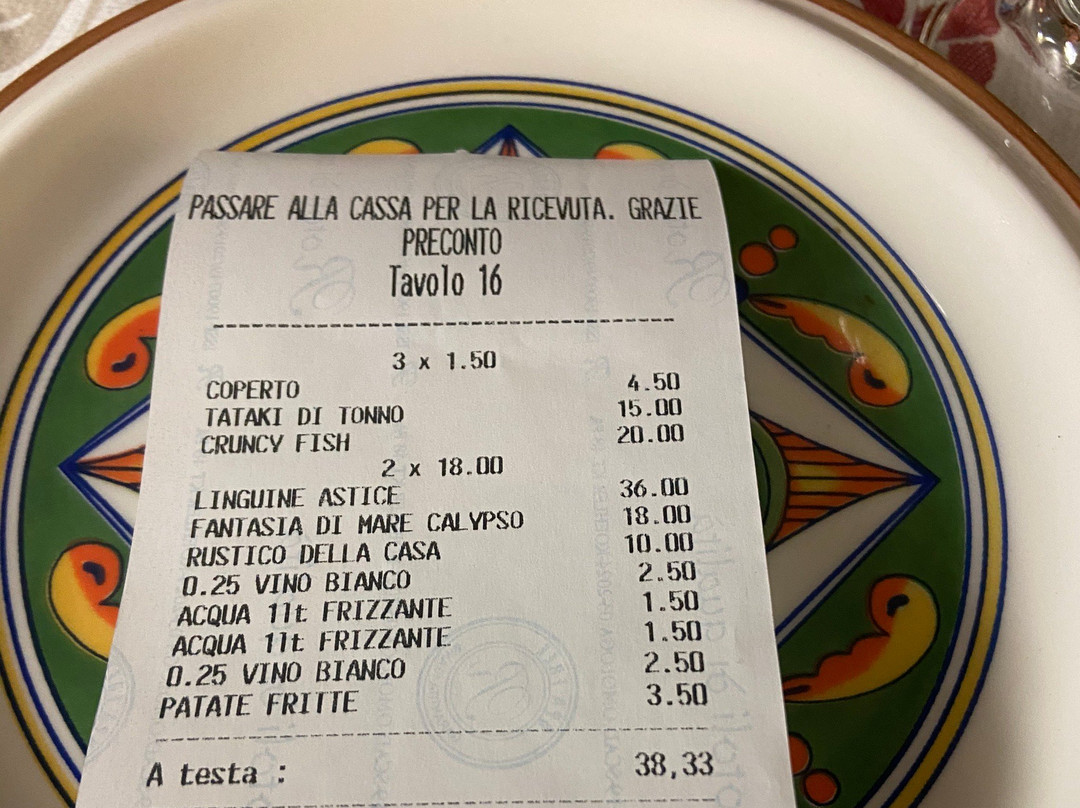 PASSARE ALLA CASSA PER LA RICEVUTA. GRAZIE
PRECONTO
Tavolo 16
3 x 1.50
COPERTO 4.50
TATAKI DI TONNO 15.00
CRUNCY FISH 20.00
2 x 18.00
LINGUINE ASTICE 36.00
FANTASIA DI MARE CALYPSO 18.00
RUSTICO DELLA CASA 10.00
0.25 VINO BIANCO 2.50
ACQUA 1lt FRIZZANTE 1.50
ACQUA 1lt FRIZZANTE 1.50
0.25 VINO BIANCO 2.50
PATATE FRITTE 3.50
A testa : 38,33